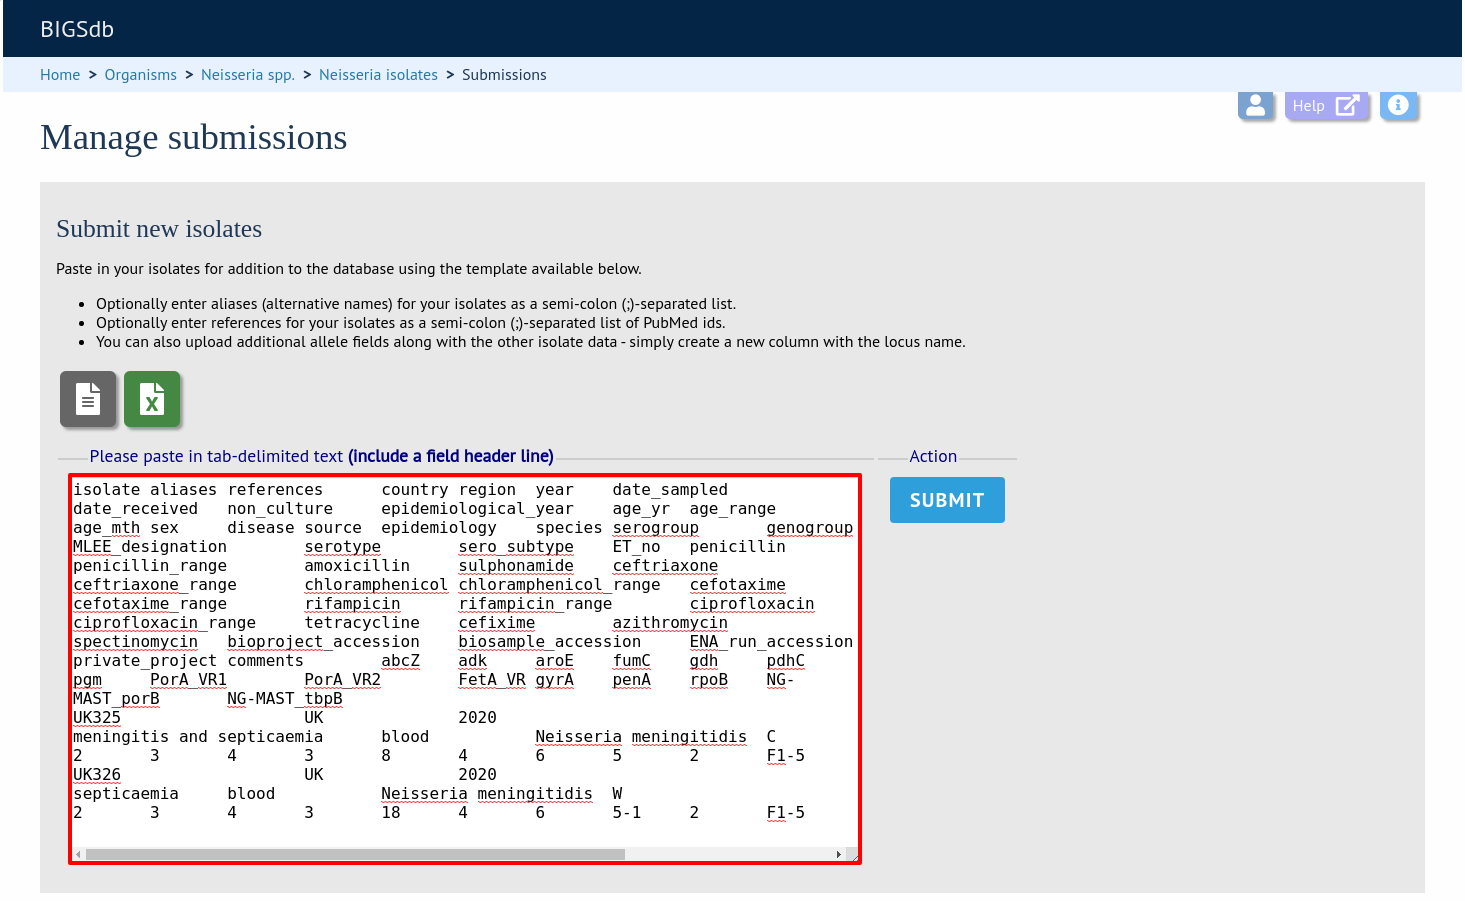 BIGSdb
Home > Organisms > Neisseria spp. > Neisseria isolates > Submissions
Help
Manage submissions
Submit new isolates
Paste in your isolates for addition to the database using the template available below.
• Optionally enter aliases (alternative names) for your isolates as a semi-colon (;)-separated list.
• Optionally enter references for your isolates as a semi-colon (;)-separated list of PubMed ids.
• You can also upload additional allele fields along with the other isolate data - simply create a new column with the locus name.
Please paste in tab-delimited text (include a field header line)
Action
SUBMIT
isolate aliases references country region year date_sampled
date_received non_culture epidemiological_year age_yr age_range
age_mth sex disease source epidemiology species serogroup genogroup
MLEE_designation serotype sero_subtype ET_no penicillin
penicillin_range amoxicillin sulphonamide ceftriaxone
ceftriaxone_range chloramphenicol chloramphenicol_range cefotaxime
cefotaxime_range rifampicin rifampicin_range ciprofloxacin
ciprofloxacin_range tetracycline cefixime azithromycin
spectinomycin bioproject_accession biosample_accession ENA_run_accession
private_project comments abcZ adk aroE fumC gdh pdhC
pgm PorA_VR1 PorA_VR2 FetA_VR gyrA penA rpoB NG-
MAST_porB NG-MAST_tbpB
UK325 UK 2020
meningitis and septicaemia blood Neisseria meningitidis C
2 3 4 3 8 4 6 5 2 F1-5
UK326 UK 2020
septicaemia blood Neisseria meningitidis W
2 3 4 3 18 4 6 5-1 2 F1-5